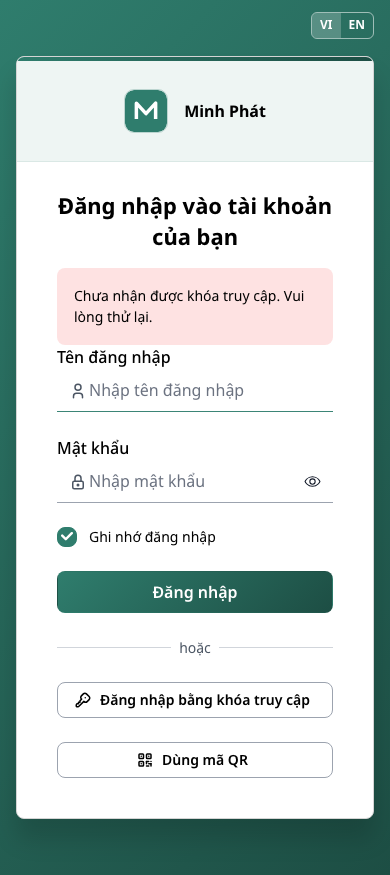 VI EN
Minh Phát
Đăng nhập vào tài khoản
của bạn
Chưa nhận được khóa truy cập. Vui
lòng thử lại.
Tên đăng nhập
Nhập tên đăng nhập
Mật khẩu
Nhập mật khẩu
Ghi nhớ đăng nhập
Đăng nhập
hoặc
Đăng nhập bằng khóa truy cập
Dùng mã QR